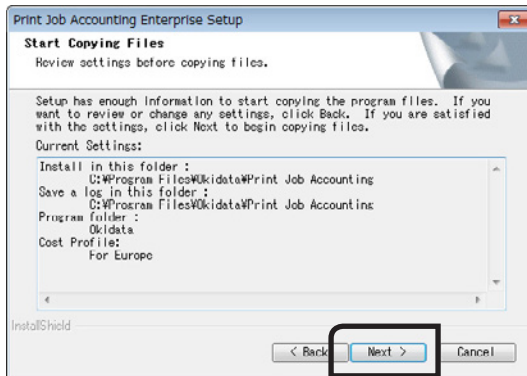 Print Job Accounting Enterprise Setup
Start Copying Files
Review settings before copying files.
Setup has enough information to start copying the program files. If you
want to review or change any settings, click Back. If you are satisfied
with the settings, click Next to begin copying files.
Current Settings:
Install in this folder :
C:¥Program Files¥Okidata¥Print Job Accounting
Save a log in this folder :
C:¥Program Files¥Okidata¥Print Job Accounting
Program folder :
Okidata
Cost Profile:
For Europe
InstallShield
< Back
Next >
Cancel